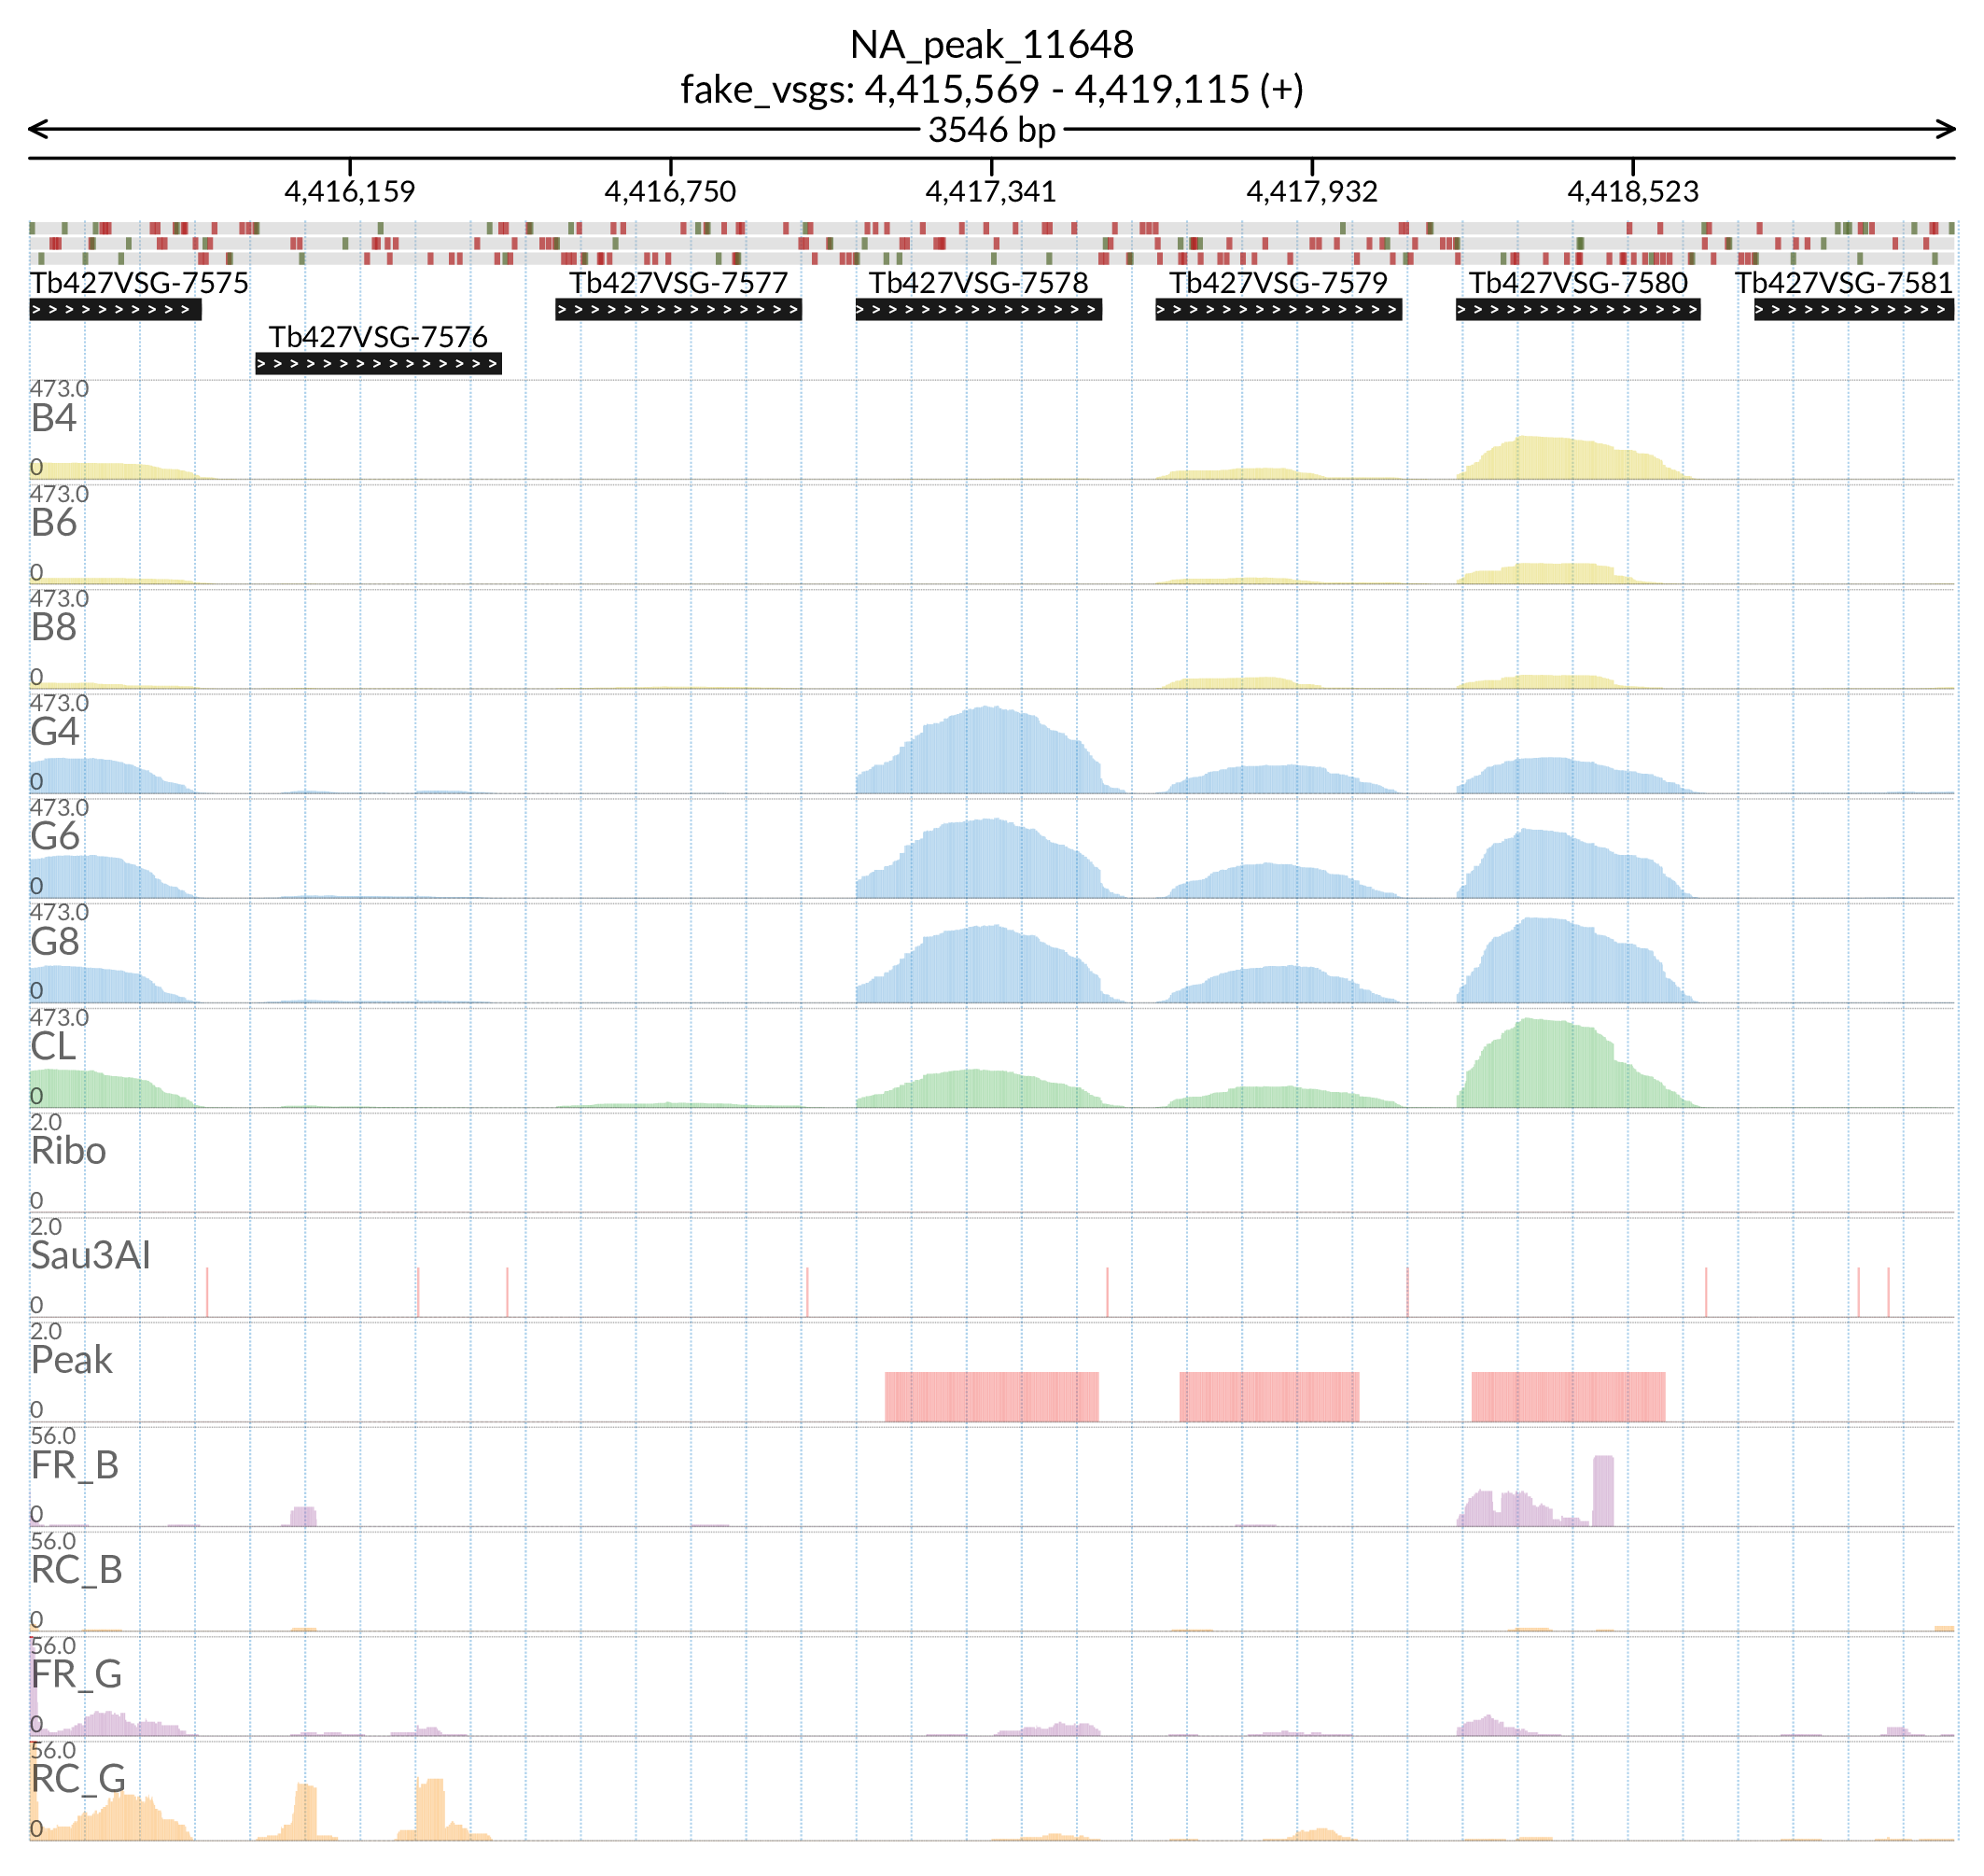 NA_peak_11648
fake_vsgs: 4,415,569 - 4,419,115 (+)
3546 bp
4,416,159 4,416,750 4,417,341 4,417,932 4,418,523
Tb427VSG-7575 Tb427VSG-7577 Tb427VSG-7578 Tb427VSG-7579 Tb427VSG-7580 Tb427VSG-7581
Tb427VSG-7576
473.0
B4
0
473.0
B6
0
473.0
B8
0
473.0
G4
0
473.0
G6
0
473.0
G8
0
473.0
CL
0
2.0
Ribo
0
2.0
Sau3AI
0
2.0
Peak
0
56.0
FR_B
0
56.0
RC_B
0
56.0
FR_G
0
56.0
RC_G
0